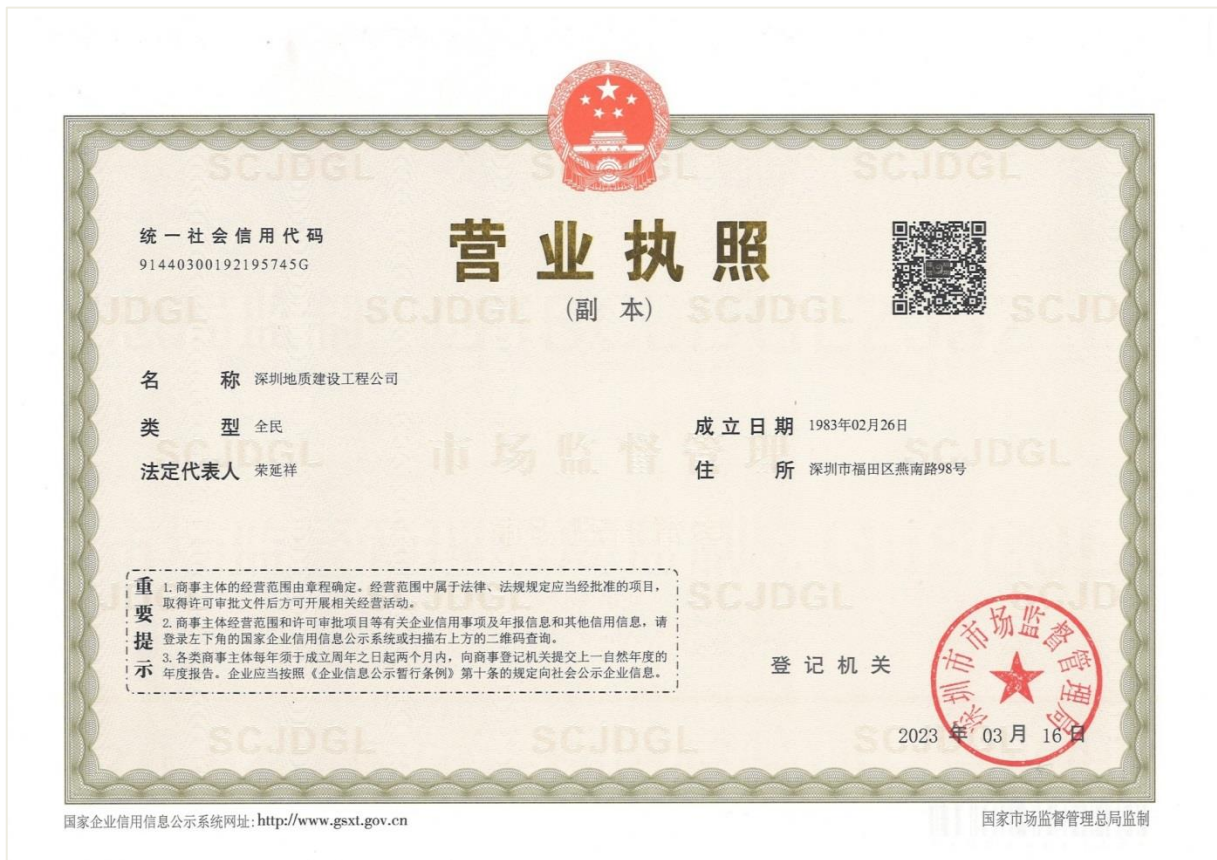 统一社会信用代码
91440300192195745G
营业执照
(副 本)
名 称 深圳地质建设工程公司
类 型 全民
法定代表人 荣延祥
成立日期 1983年02月26日
住 所 深圳市福田区燕南路98号
重要提示
1. 商事主体的经营范围由章程确定。经营范围中属于法律、法规规定应当经批准的项目，
取得许可审批文件后方可开展相关经营活动。
2. 商事主体经营范围和许可审批项目等有关企业信用事项及年报信息和其他信用信息，请
登录左下角的国家企业信用信息公示系统或扫描右上方的二维码查询。
3. 各类商事主体每年须于成立周年之日起两个月内，向商事登记机关提交上一自然年度的
年度报告。企业应当按照《企业信息公示暂行条例》第十条的规定向社会公示企业信息。
登记机关
深圳市市场监督管理局
2023 年 03 月 16 日
国家企业信用信息公示系统网址：http://www.gsxt.gov.cn
国家市场监督管理总局监制
SCJDGL
市场监督管理